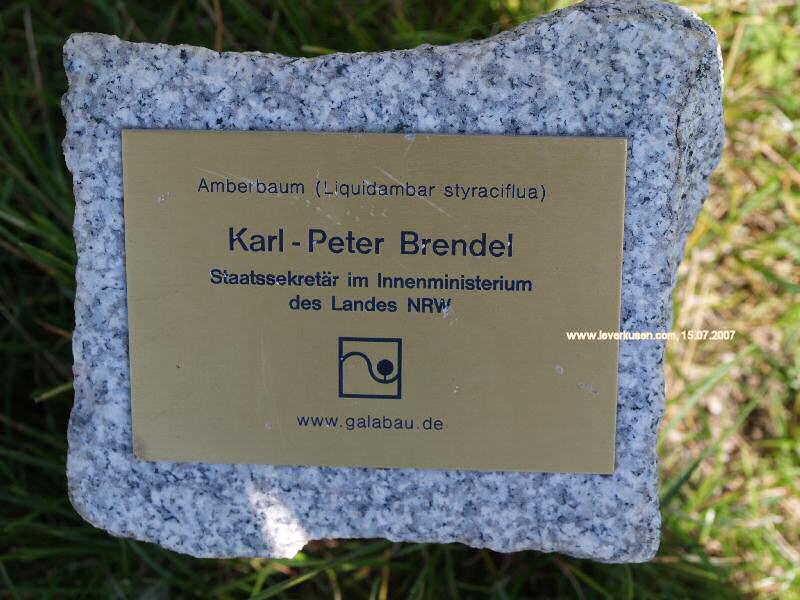 Amberbaum (Liquidambar styraciflua)
Karl - Peter Brendel
Staatssekretär im Innenministerium
des Landes NRW
www.leverkusen.com, 15.07.2007
www.galabau.de